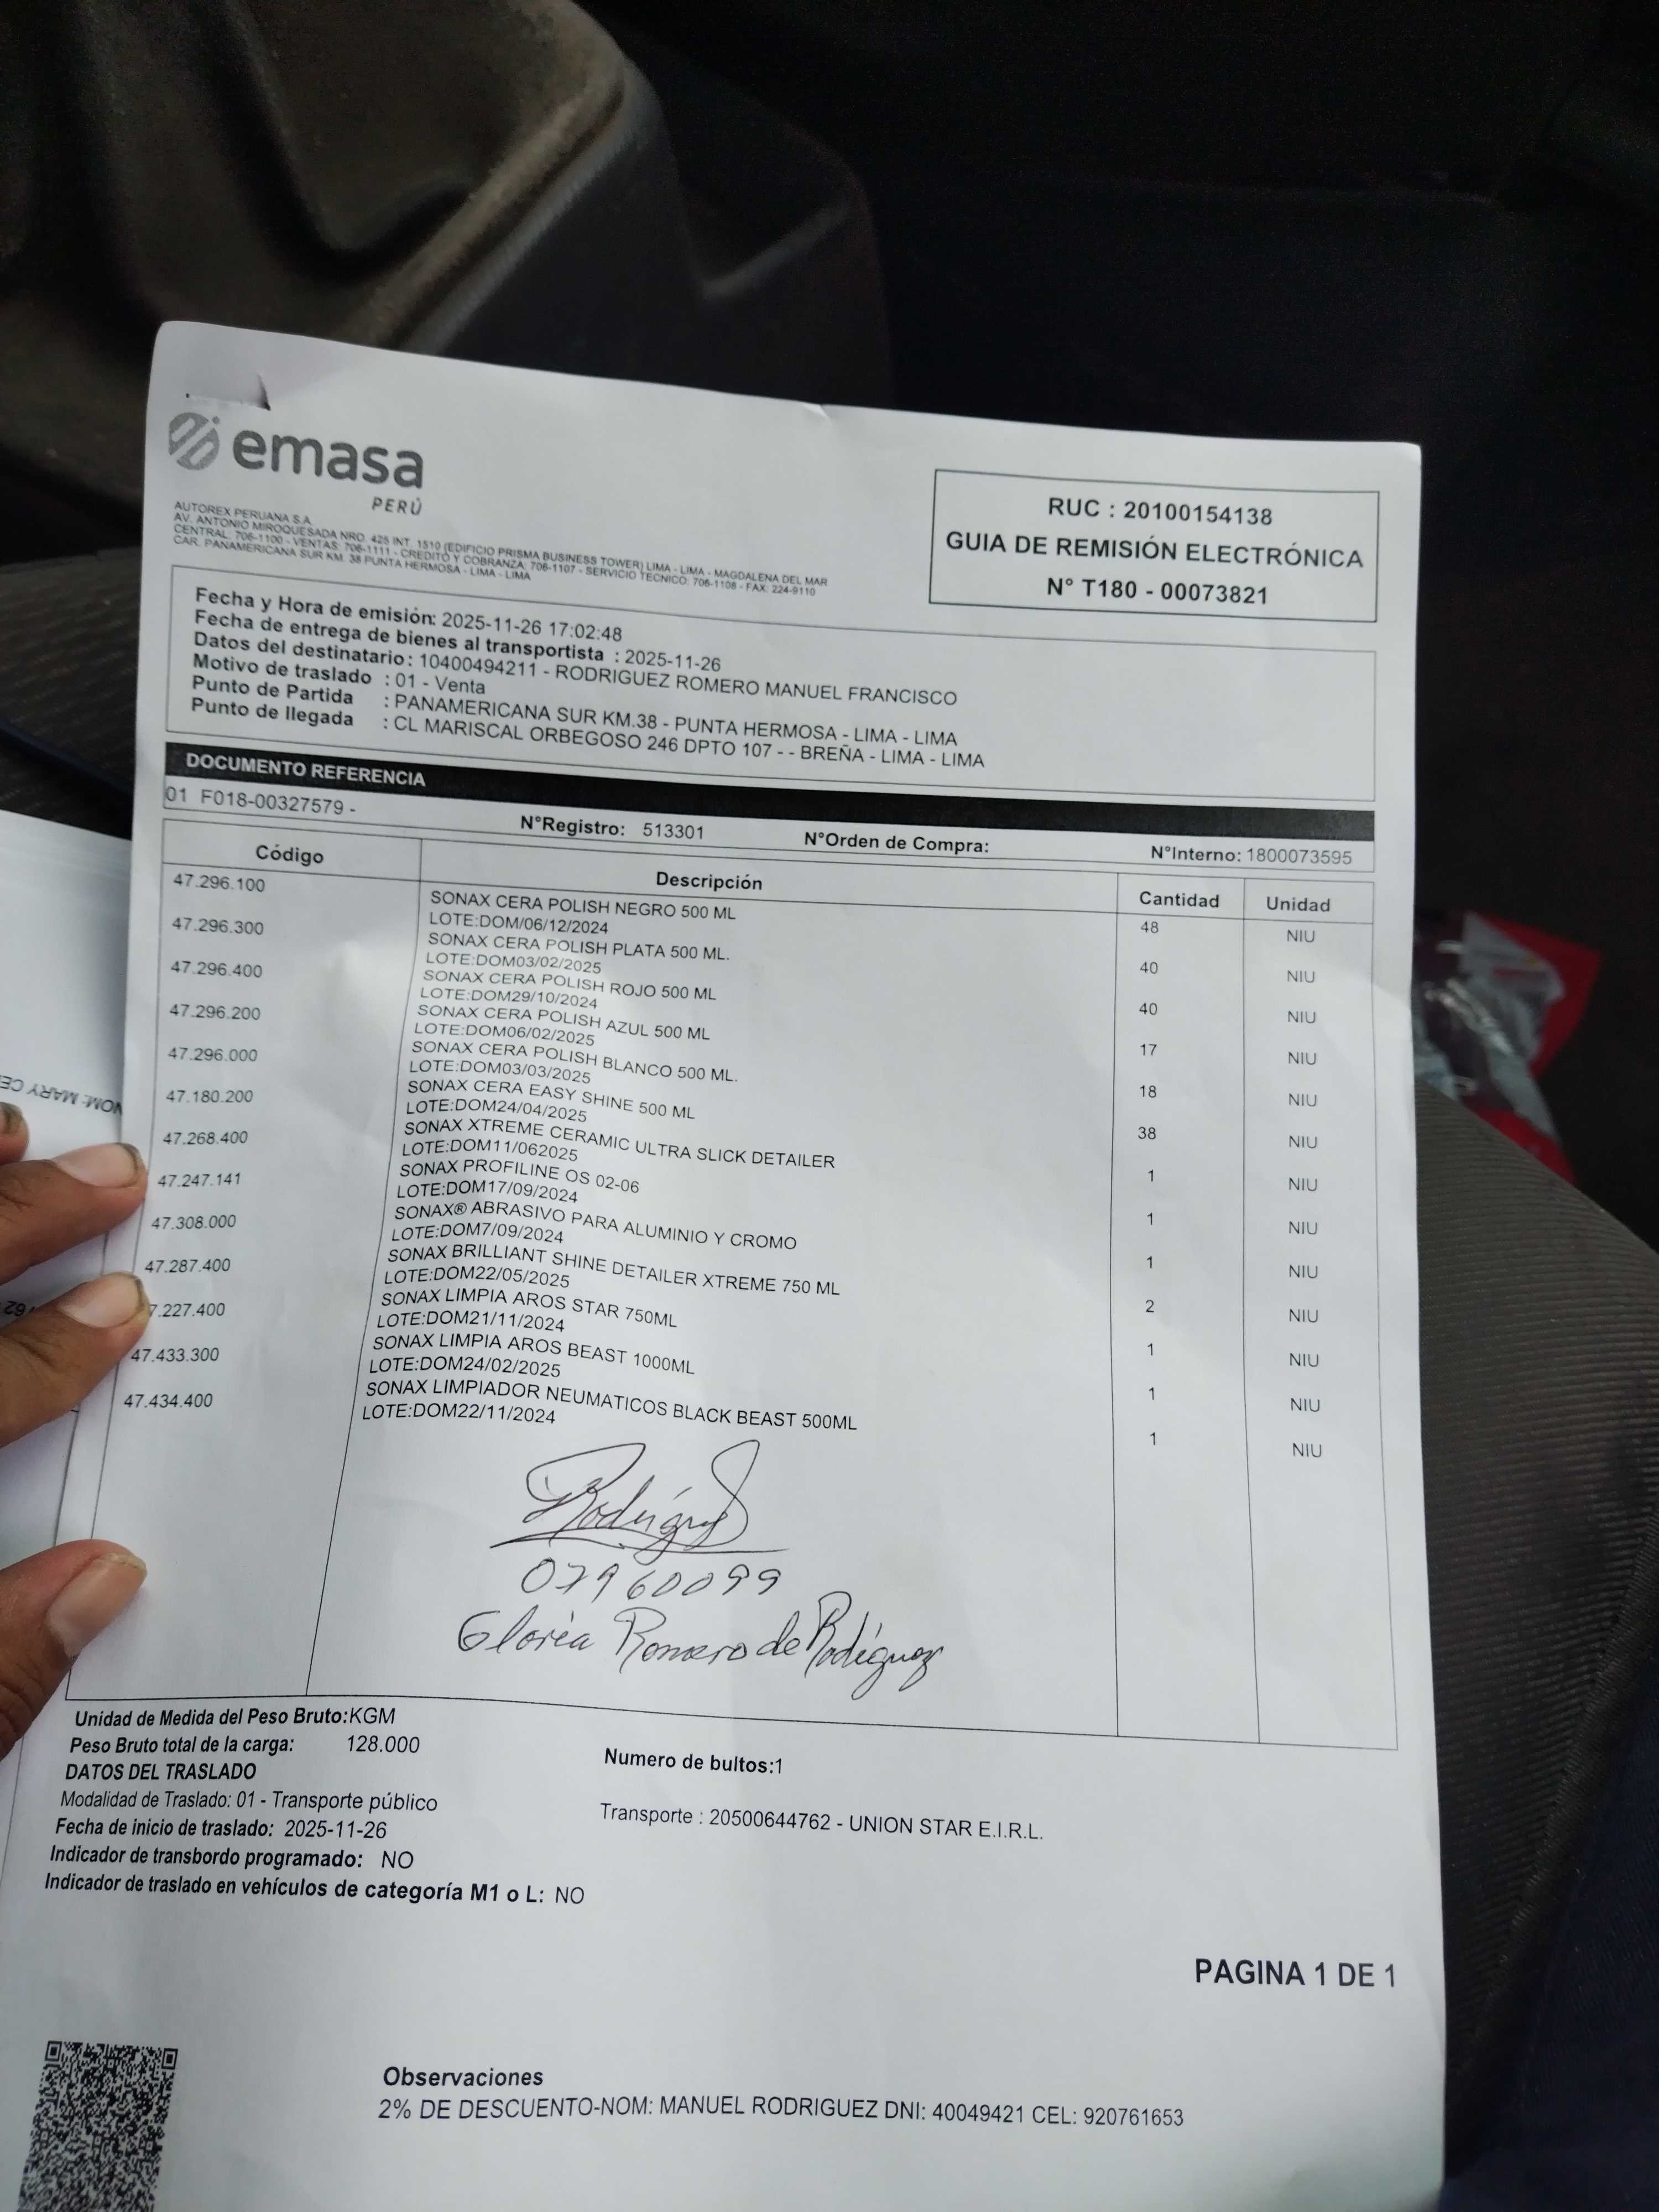 emasa
PERÚ
AUTOREX PERUANA S.A.
AV. ANTONIO MIROQUESADA NRO. 425 INT. 1510 (EDIFICIO PRISMA BUSINESS TOWER) LIMA - LIMA - MAGDALENA DEL MAR
CENTRAL: 706-1100 - VENTAS: 706-1111 - CREDITO Y COBRANZA: 706-1107 - SERVICIO TECNICO: 706-1108 - FAX: 224-9110
CAR. PANAMERICANA SUR KM. 38 PUNTA HERMOSA - LIMA - LIMA
RUC : 20100154138
GUIA DE REMISIÓN ELECTRÓNICA
N° T180 - 00073821
Fecha y Hora de emisión: 2025-11-26 17:02:48
Fecha de entrega de bienes al transportista : 2025-11-26
Datos del destinatario : 10400494211 - RODRIGUEZ ROMERO MANUEL FRANCISCO
Motivo de traslado : 01 - Venta
Punto de Partida : PANAMERICANA SUR KM.38 - PUNTA HERMOSA - LIMA - LIMA
Punto de llegada : CL MARISCAL ORBEGOSO 246 DPTO 107 - - BREÑA - LIMA - LIMA
DOCUMENTO REFERENCIA
01 F018-00327579 - N°Registro: 513301 N°Orden de Compra: N°Interno: 1800073595
Código Descripción Cantidad Unidad
47.296.100 SONAX CERA POLISH NEGRO 500 ML 48 NIU
LOTE:DOM/06/12/2024
47.296.300 SONAX CERA POLISH PLATA 500 ML. 40 NIU
LOTE:DOM03/02/2025
47.296.400 SONAX CERA POLISH ROJO 500 ML 40 NIU
LOTE:DOM29/10/2024
47.296.200 SONAX CERA POLISH AZUL 500 ML 17 NIU
LOTE:DOM06/02/2025
47.296.000 SONAX CERA POLISH BLANCO 500 ML. 18 NIU
LOTE:DOM03/03/2025
47.180.200 SONAX CERA EASY SHINE 500 ML 38 NIU
LOTE:DOM24/04/2025
47.268.400 SONAX XTREME CERAMIC ULTRA SLICK DETAILER 1 NIU
LOTE:DOM11/062025
47.247.141 SONAX PROFILINE OS 02-06 1 NIU
LOTE:DOM17/09/2024
47.308.000 SONAX® ABRASIVO PARA ALUMINIO Y CROMO 1 NIU
LOTE:DOM7/09/2024
47.287.400 SONAX BRILLIANT SHINE DETAILER XTREME 750 ML 2 NIU
LOTE:DOM22/05/2025
7.227.400 SONAX LIMPIA AROS STAR 750ML 1 NIU
LOTE:DOM21/11/2024
47.433.300 SONAX LIMPIA AROS BEAST 1000ML 1 NIU
LOTE:DOM24/02/2025
47.434.400 SONAX LIMPIADOR NEUMATICOS BLACK BEAST 500ML 1 NIU
LOTE:DOM22/11/2024
07960099
Gloria Romero de Rodíguez
Unidad de Medida del Peso Bruto:KGM
Peso Bruto total de la carga: 128.000 Numero de bultos:1
DATOS DEL TRASLADO
Modalidad de Traslado: 01 - Transporte público Transporte : 20500644762 - UNION STAR E.I.R.L.
Fecha de inicio de traslado: 2025-11-26
Indicador de transbordo programado: NO
Indicador de traslado en vehículos de categoría M1 o L: NO
PAGINA 1 DE 1
Observaciones
2% DE DESCUENTO-NOM: MANUEL RODRIGUEZ DNI: 40049421 CEL: 920761653
NOM: MARY